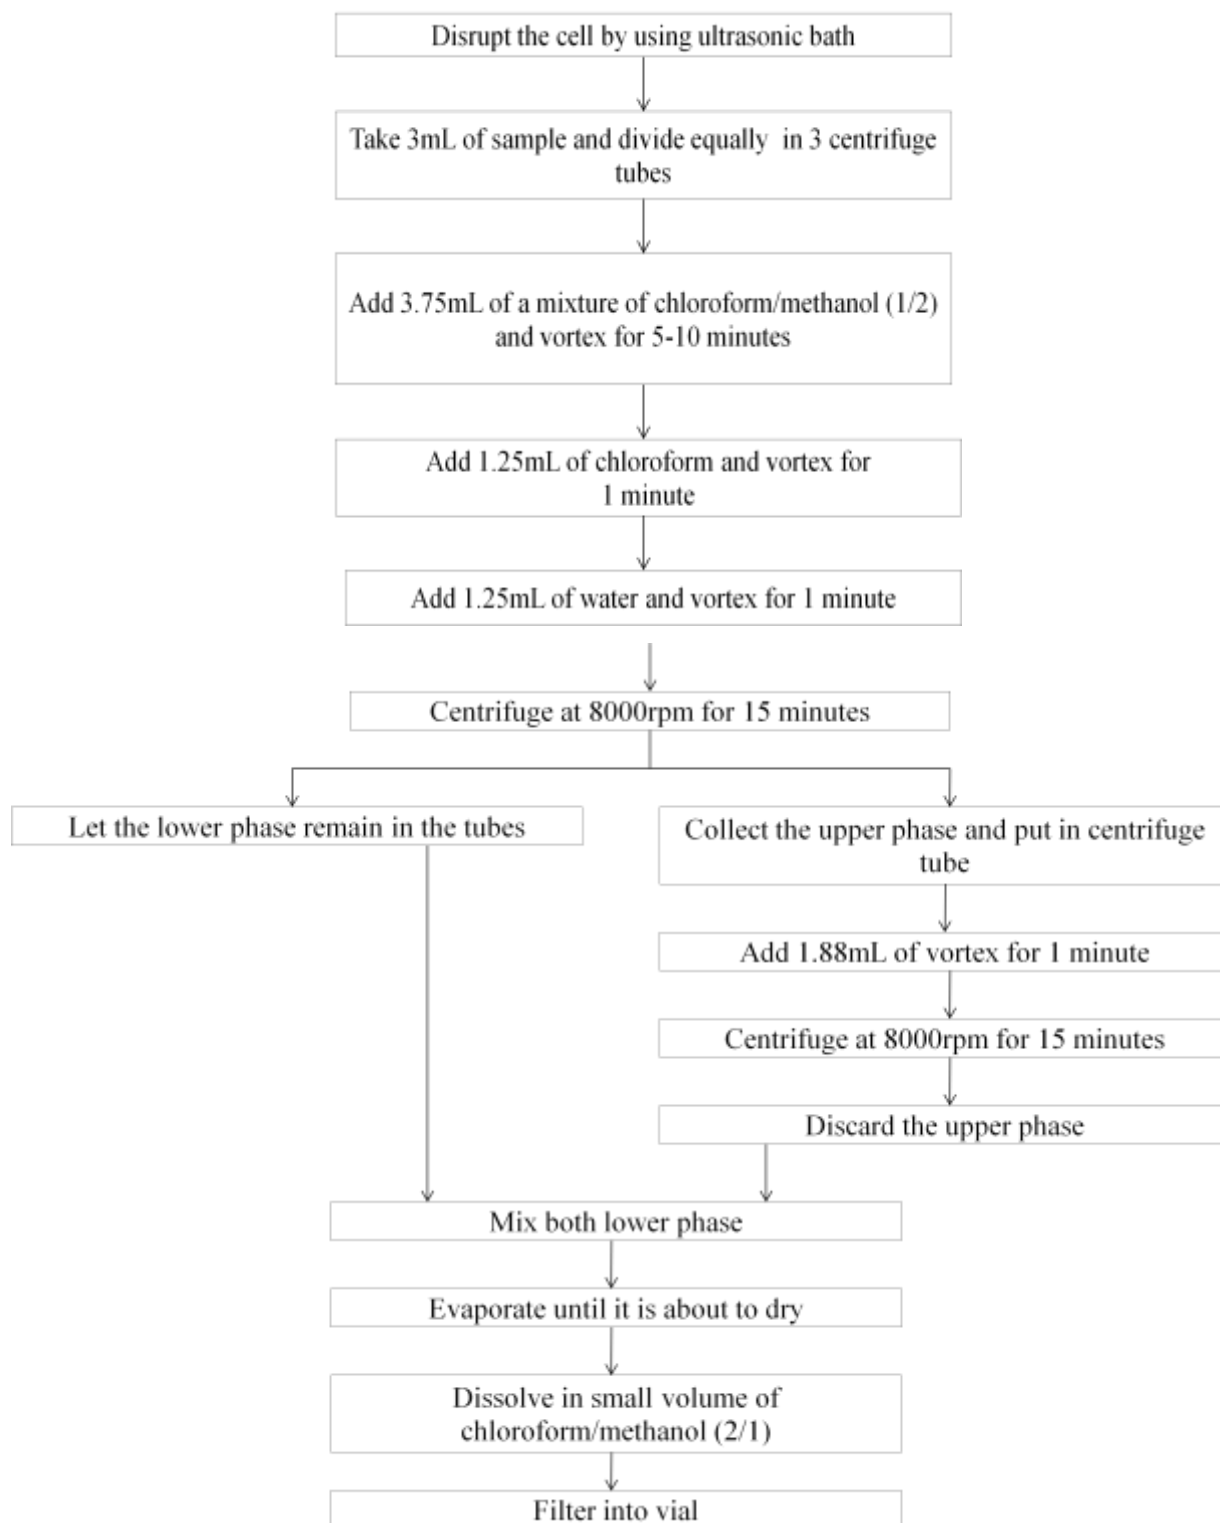 Disrupt the cell by using ultrasonic bath
Take 3mL of sample and divide equally in 3 centrifuge
tubes
Add 3.75mL of a mixture of chloroform/methanol (1/2)
and vortex for 5-10 minutes
Add 1.25mL of chloroform and vortex for
1 minute
Add 1.25mL of water and vortex for 1 minute
Centrifuge at 8000rpm for 15 minutes
Let the lower phase remain in the tubes
Collect the upper phase and put in centrifuge
tube
Add 1.88mL of vortex for 1 minute
Centrifuge at 8000rpm for 15 minutes
Discard the upper phase
Mix both lower phase
Evaporate until it is about to dry
Dissolve in small volume of
chloroform/methanol (2/1)
Filter into vial